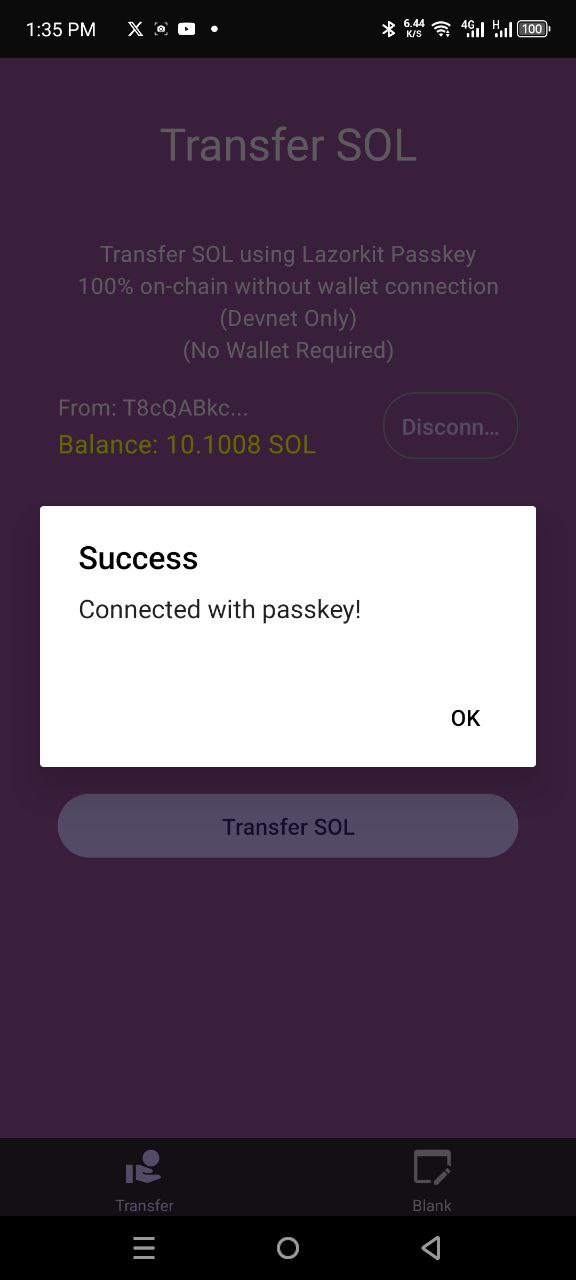 1:35 PM
6.44
K/S
4G
H
100
Transfer SOL
Transfer SOL using Lazorkit Passkey
100% on-chain without wallet connection
(Devnet Only)
(No Wallet Required)
From: T8cQABkc...
Balance: 10.1008 SOL
Disconn...
Success
Connected with passkey!
OK
Transfer SOL
Transfer
Blank